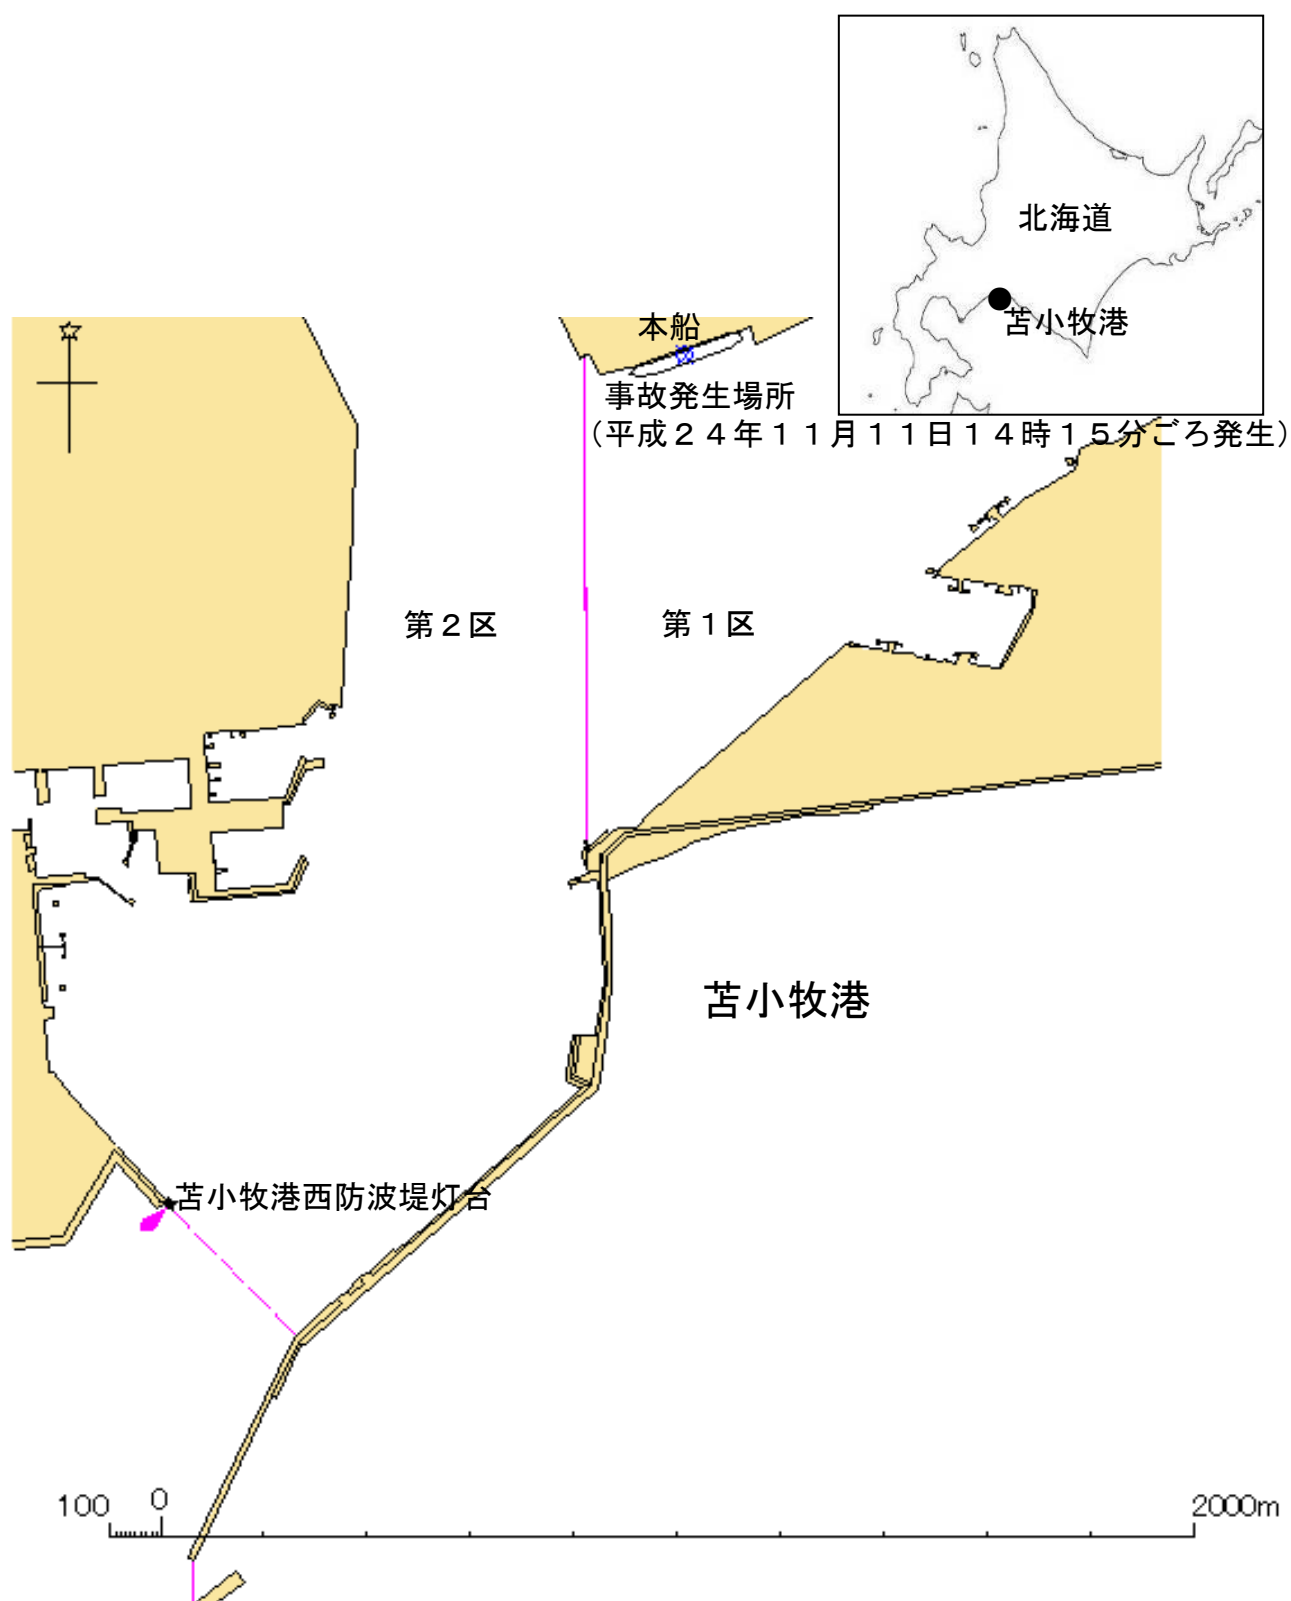 北海道
苫小牧港
本船
事故発生場所
（平成２４年１１月１１日１４時１５分ごろ発生）
第２区
第１区
苫小牧港
苫小牧港西防波堤灯台
100
0
2000m